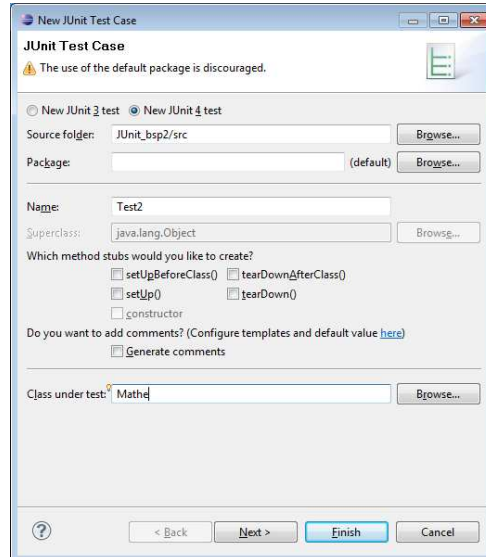 New JUnit Test Case
JUnit Test Case
The use of the default package is discouraged.
New JUnit 3 test New JUnit 4 test
Source folder: JUnit_bsp2/src Browse...
Package: (default) Browse...
Name: Test2
Superclass: java.lang.Object Browse...
Which method stubs would you like to create?
setUpBeforeClass() tearDownAfterClass()
setUp() tearDown()
constructor
Do you want to add comments? (Configure templates and default value here)
Generate comments
Class under test: Mathe Browse...
? < Back Next > Finish Cancel